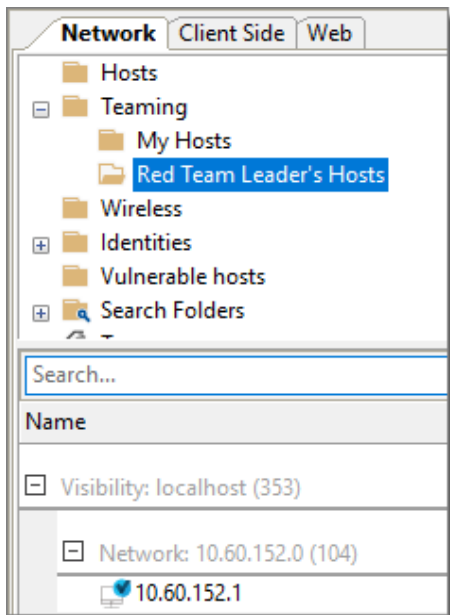 Network Client Side Web
Hosts
Teaming
My Hosts
Red Team Leader's Hosts
Wireless
Identities
Vulnerable hosts
Search Folders
Search...
Name
Visibility: localhost (353)
Network: 10.60.152.0 (104)
10.60.152.1